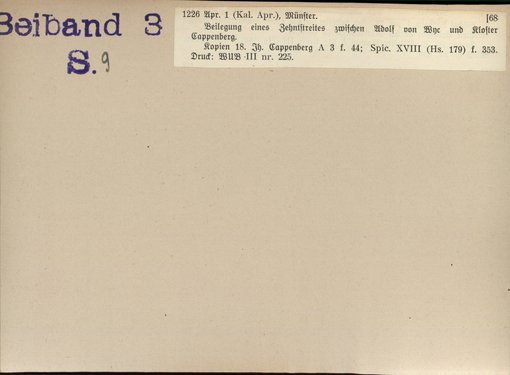 Beiband 3
S. 9
1226 Apr. 1 (Kal. Apr.), Münster. [68
Beilegung eines Zehntstreites zwischen Adolf von Wyc und Kloster
Cappenberg.
Kopien 18. Jh. Cappenberg A 3 f. 44; Spic. XVIII (Hs. 179) f. 353.
Druck: WUB III nr. 225.